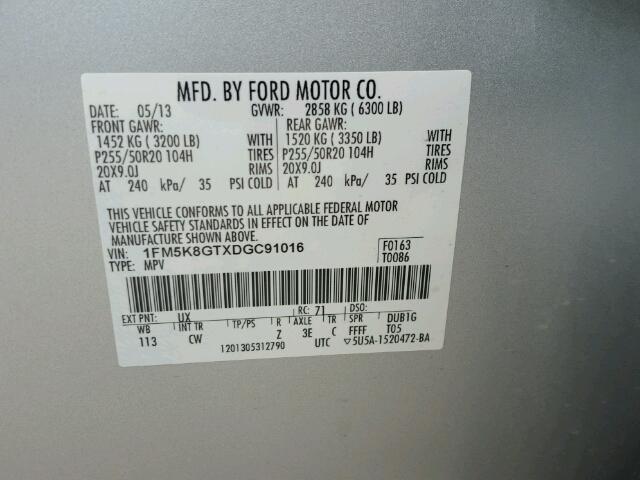 MFD. BY FORD MOTOR CO.
DATE: 05/13 GVWR: 2858 KG ( 6300 LB)
FRONT GAWR: REAR GAWR:
1452 KG ( 3200 LB) WITH 1520 KG ( 3350 LB) WITH
P255/50R20 104H TIRES P255/50R20 104H TIRES
20X9.0J RIMS 20X9.0J RIMS
AT 240 kPa/ 35 PSI COLD AT 240 kPa/ 35 PSI COLD
THIS VEHICLE CONFORMS TO ALL APPLICABLE FEDERAL MOTOR
VEHICLE SAFETY STANDARDS IN EFFECT ON THE DATE OF
MANUFACTURE SHOWN ABOVE.
VIN: 1FM5K8GTXDGC91016 F0163
TYPE: MPV T0086
EXT PNT: UX RC: 71 DSO:
WB INT TR TP/PS R AXLE TR SPR DUB1G
113 CW Z 3E C FFFF T05
1201305312790 UTC ▽5U5A-1520472-BA